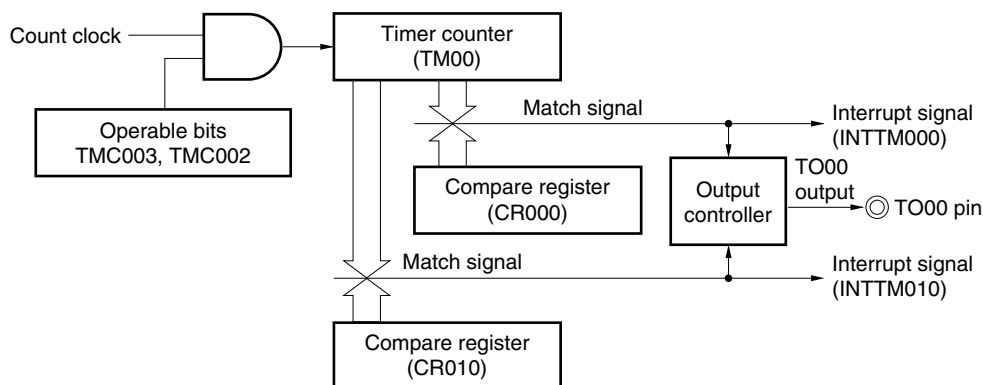 Count clock
Timer counter
(TM00)
Operable bits
TMC003, TMC002
Match signal
Interrupt signal
(INTTM000)
Compare register
(CR000)
Output
controller
TO00
output
TO00 pin
Match signal
Interrupt signal
(INTTM010)
Compare register
(CR010)